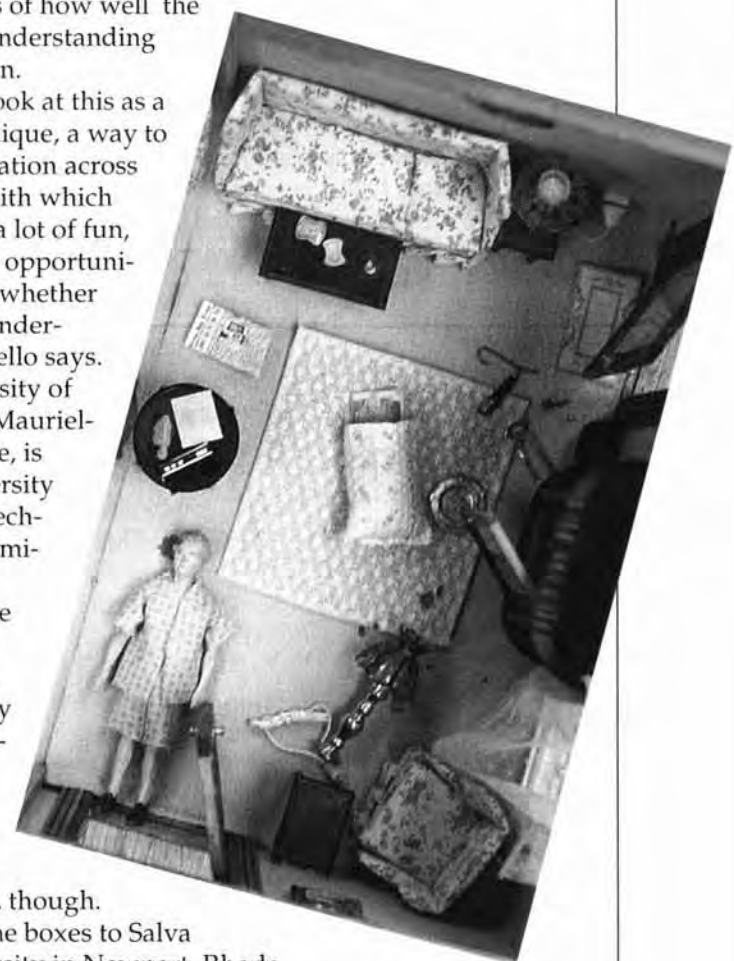 s of how well the
nderstanding
n.
ook at this as a
ique, a way to
ation across
ith which
a lot of fun,
opportuni-
whether
nder-
ello says.
sity of
Mauriel-
e, is
ersity
ech-
mi-
e
y
-
, though.
ne boxes to Salva